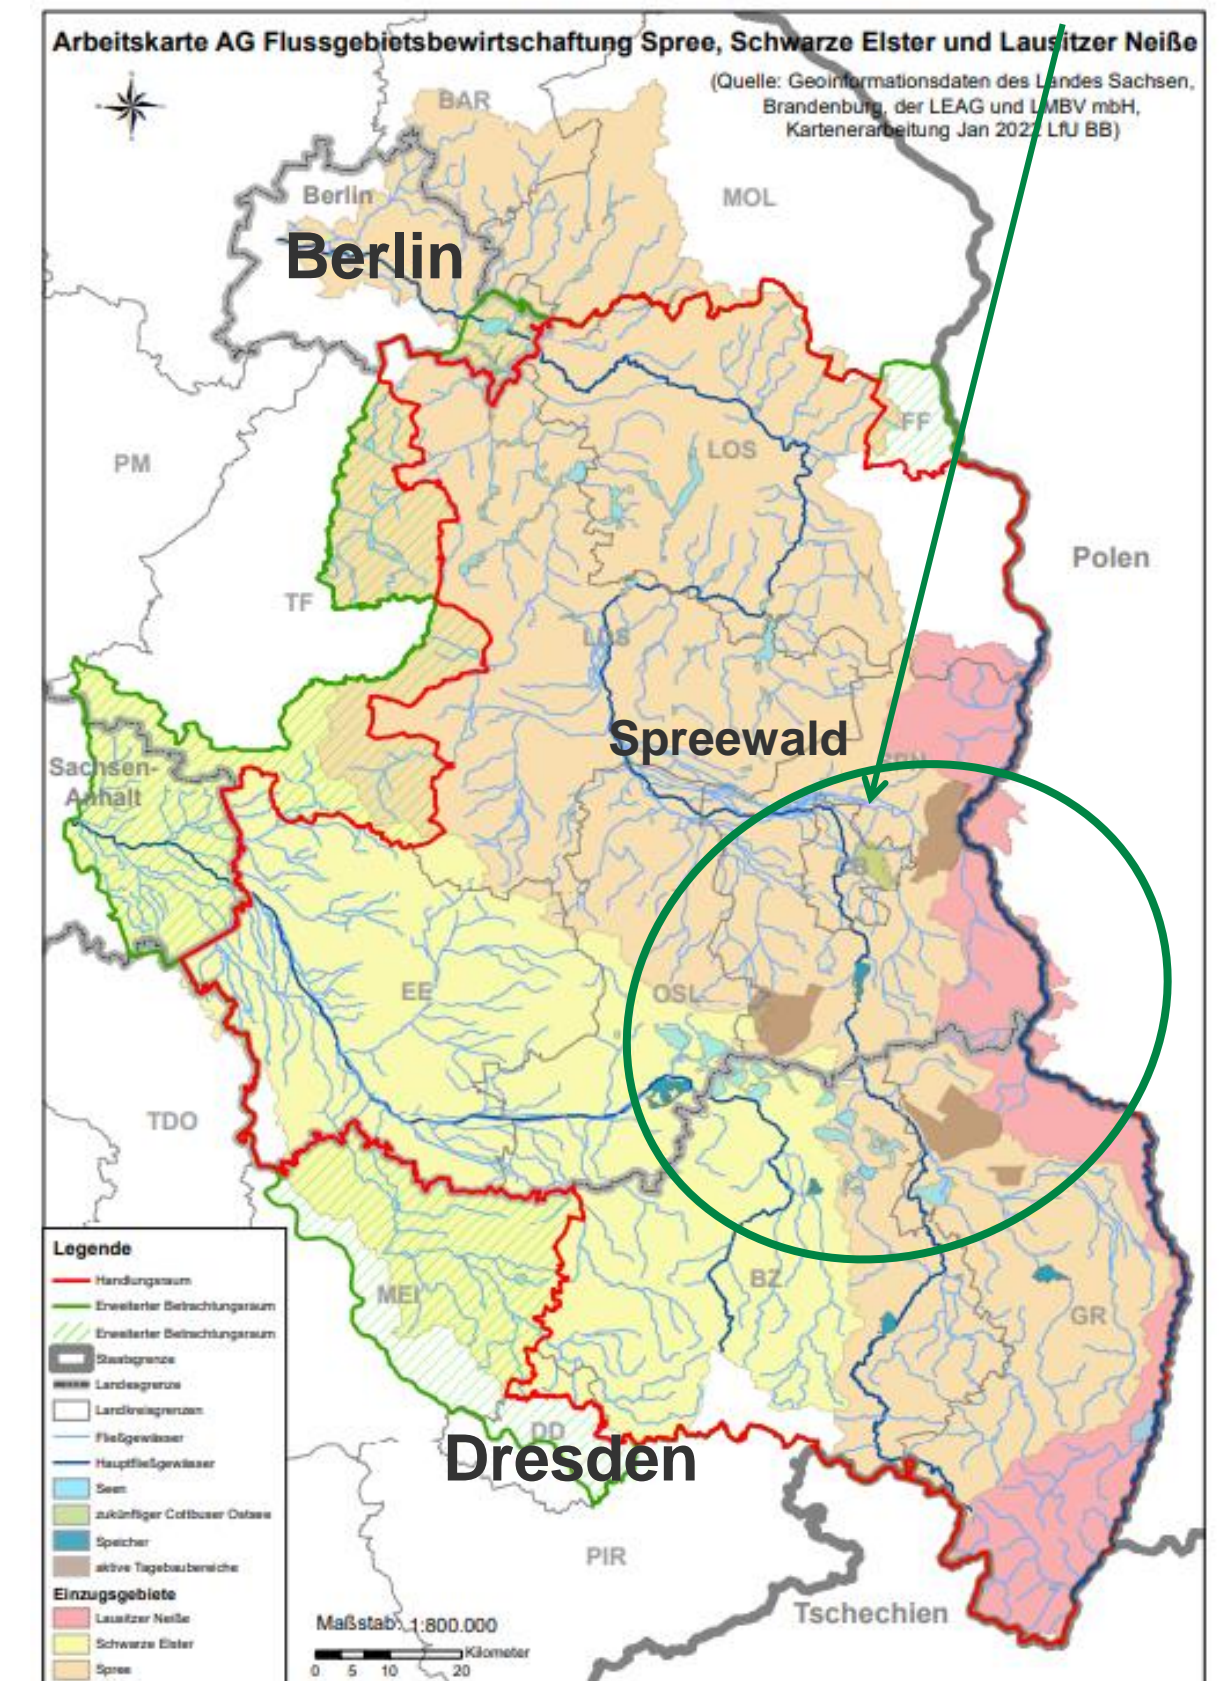 Arbeitskarte AG Flussgebietsbewirtschaftung Spree, Schwarze Elster und Lausitzer Neiße
(Quelle: Geoinformationsdaten des Landes Sachsen,
Brandenburg, der LEAG und LMBV mbH,
Kartenerarbeitung Jan 2022 LfU BB)
BAR
MOL
Berlin
Berlin
FF
LOS
PM
Polen
TF
LDS
Spreewald
SPN
Sachsen-
Anhalt
EE
OSL
TDO
BZ
MEI
GR
DD
Dresden
PIR
Tschechien
Legende
Handlungsraum
Erweiterter Betrachtungsraum
Erweiterter Betrachtungsraum
Staatsgrenze
Landesgrenze
Landkreisgrenzen
Fließgewässer
Hauptfließgewässer
Seen
zukünftiger Cottbuser Ostsee
Speicher
aktive Tagebaubereiche
Einzugsgebiete
Lausitzer Neiße
Schwarze Elster
Spree
Maßstab: 1:800.000
Kilometer
0 5 10 20